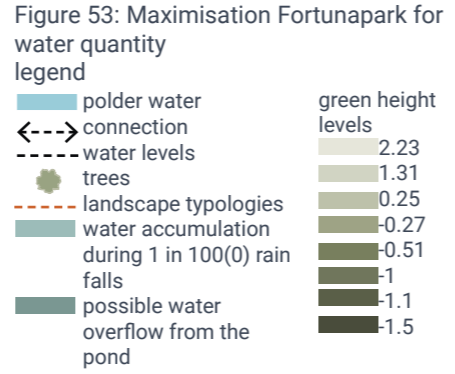 Figure 53: Maximisation Fortunapark for
water quantity
legend
polder water
connection
water levels
trees
landscape typologies
water accumulation
during 1 in 100(0) rain
falls
possible water
overflow from the
pond
green height
levels
2.23
1.31
0.25
-0.27
-0.51
-1
-1.1
-1.5